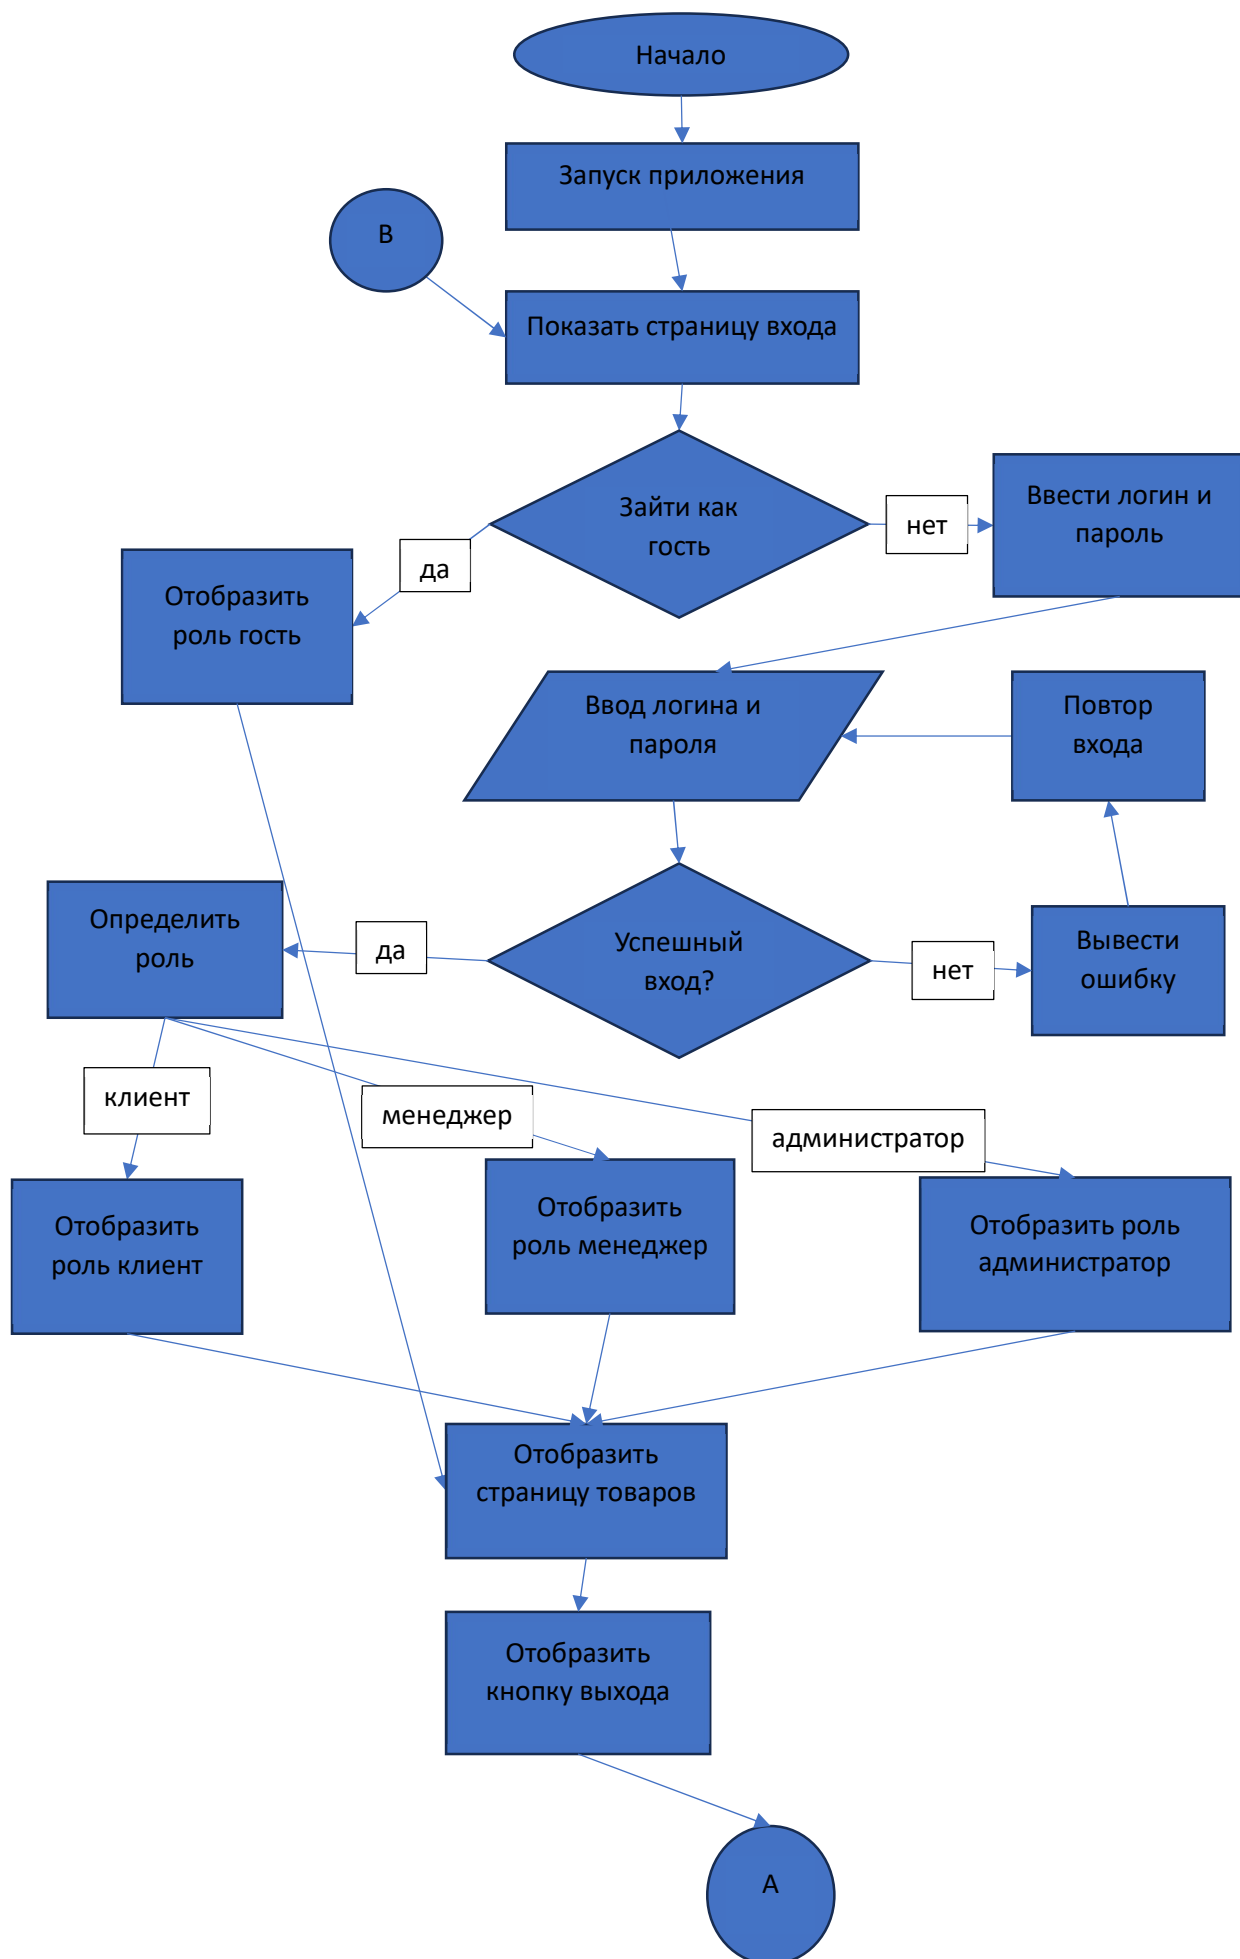 Начало
Запуск приложения
В
Показать страницу входа
Зайти как
гость
нет
Ввести логин и
пароль
да
Отобразить
роль гость
Ввод логина и
пароля
Повтор
входа
Определить
роль
да
Успешный
вход?
нет
Вывести
ошибку
клиент
менеджер
администратор
Отобразить
роль клиент
Отобразить
роль менеджер
Отобразить роль
администратор
Отобразить
страницу товаров
Отобразить
кнопку выхода
А